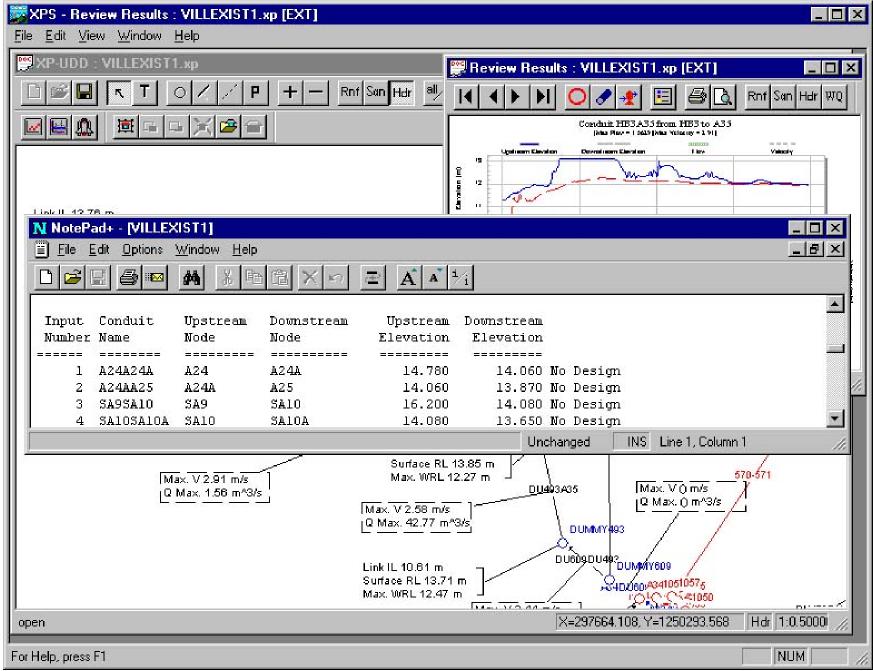 XPS - Review Results : VILLEXIST1.xp [EXT]
File Edit View Window Help
XP-UDD : VILLEXIST1.xp
T P Rnf San Hdr all
Review Results : VILLEXIST1.xp [EXT]
Rnf San Hdr WQ
Conduit HB3A35 from HB3 to A35
Upstream Elevation Downstream Elevation Flow Velocity
Elevation (m)
12
Link IL 13.76 m
NotePad+ - [VILLEXIST1]
File Edit Options Window Help
Input Conduit Upstream Downstream Upstream Downstream
Number Name Node Node Elevation Elevation
====== ======== ========= ========== ========= =========
1 A24A24A A24 A24A 14.780 14.060 No Design
2 A24AA25 A24A A25 14.060 13.870 No Design
3 SA9SA10 SA9 SA10 16.200 14.080 No Design
4 SA10SA10A SA10 SA10A 14.080 13.650 No Design
Unchanged INS Line 1, Column 1
Surface RL 13.85 m
Max. WRL 12.27 m
Max. V 2.91 m/s
Q Max. 1.56 m^3/s
DU493A35
570-571
Max. V () m/s
Q Max. () m^3/s
Max. V 2.58 m/s
Q Max. 42.77 m^3/s
DUMMY493
DU609DU493
DUMMY609
Link IL 10.61 m
Surface RL 13.71 m
Max. WRL 12.47 m
open
X=297664.108, Y=1250293.568 Hdr 1:0.5000
For Help, press F1
NUM